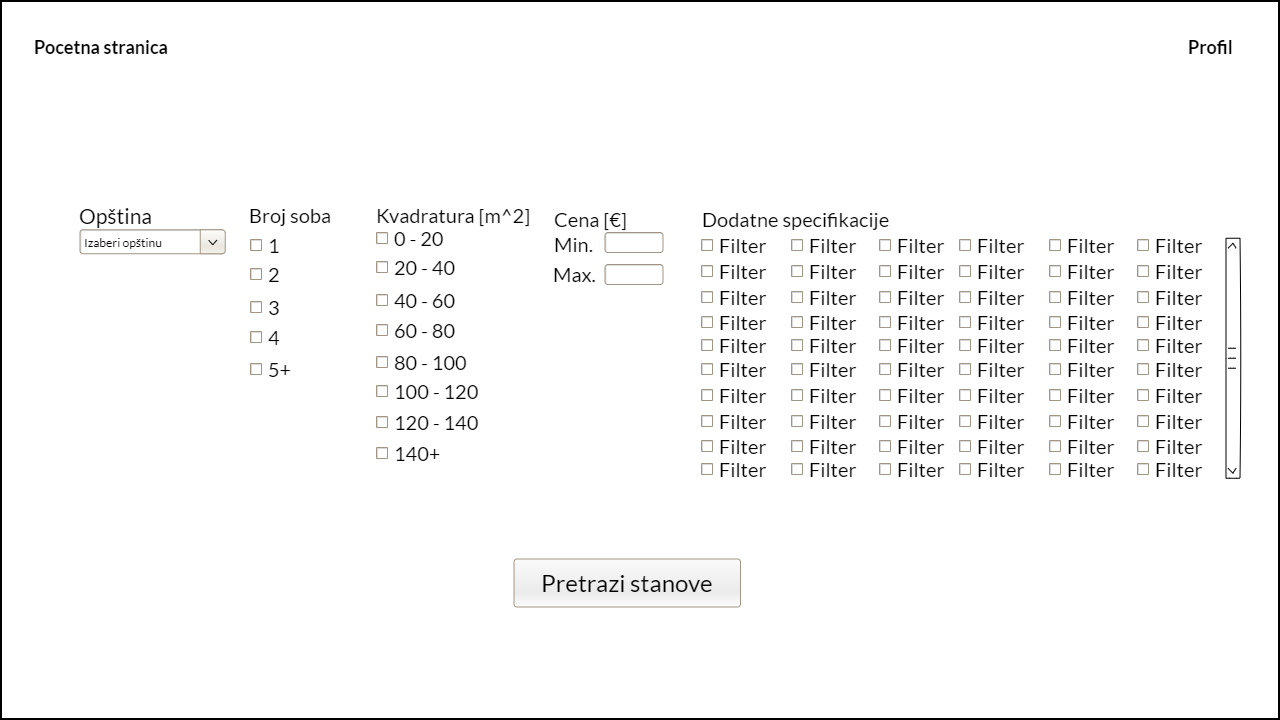 Pocetna stranica
Profil
Opština
Izaberi opštinu
Broj soba
1
2
3
4
5+
Kvadratura [m^2]
0 - 20
20 - 40
40 - 60
60 - 80
80 - 100
100 - 120
120 - 140
140+
Cena [€]
Min.
Max.
Dodatne specifikacije
Filter Filter Filter Filter Filter Filter
Filter Filter Filter Filter Filter Filter
Filter Filter Filter Filter Filter Filter
Filter Filter Filter Filter Filter Filter
Filter Filter Filter Filter Filter Filter
Filter Filter Filter Filter Filter Filter
Filter Filter Filter Filter Filter Filter
Filter Filter Filter Filter Filter Filter
Filter Filter Filter Filter Filter Filter
Filter Filter Filter Filter Filter Filter
Pretrazi stanove